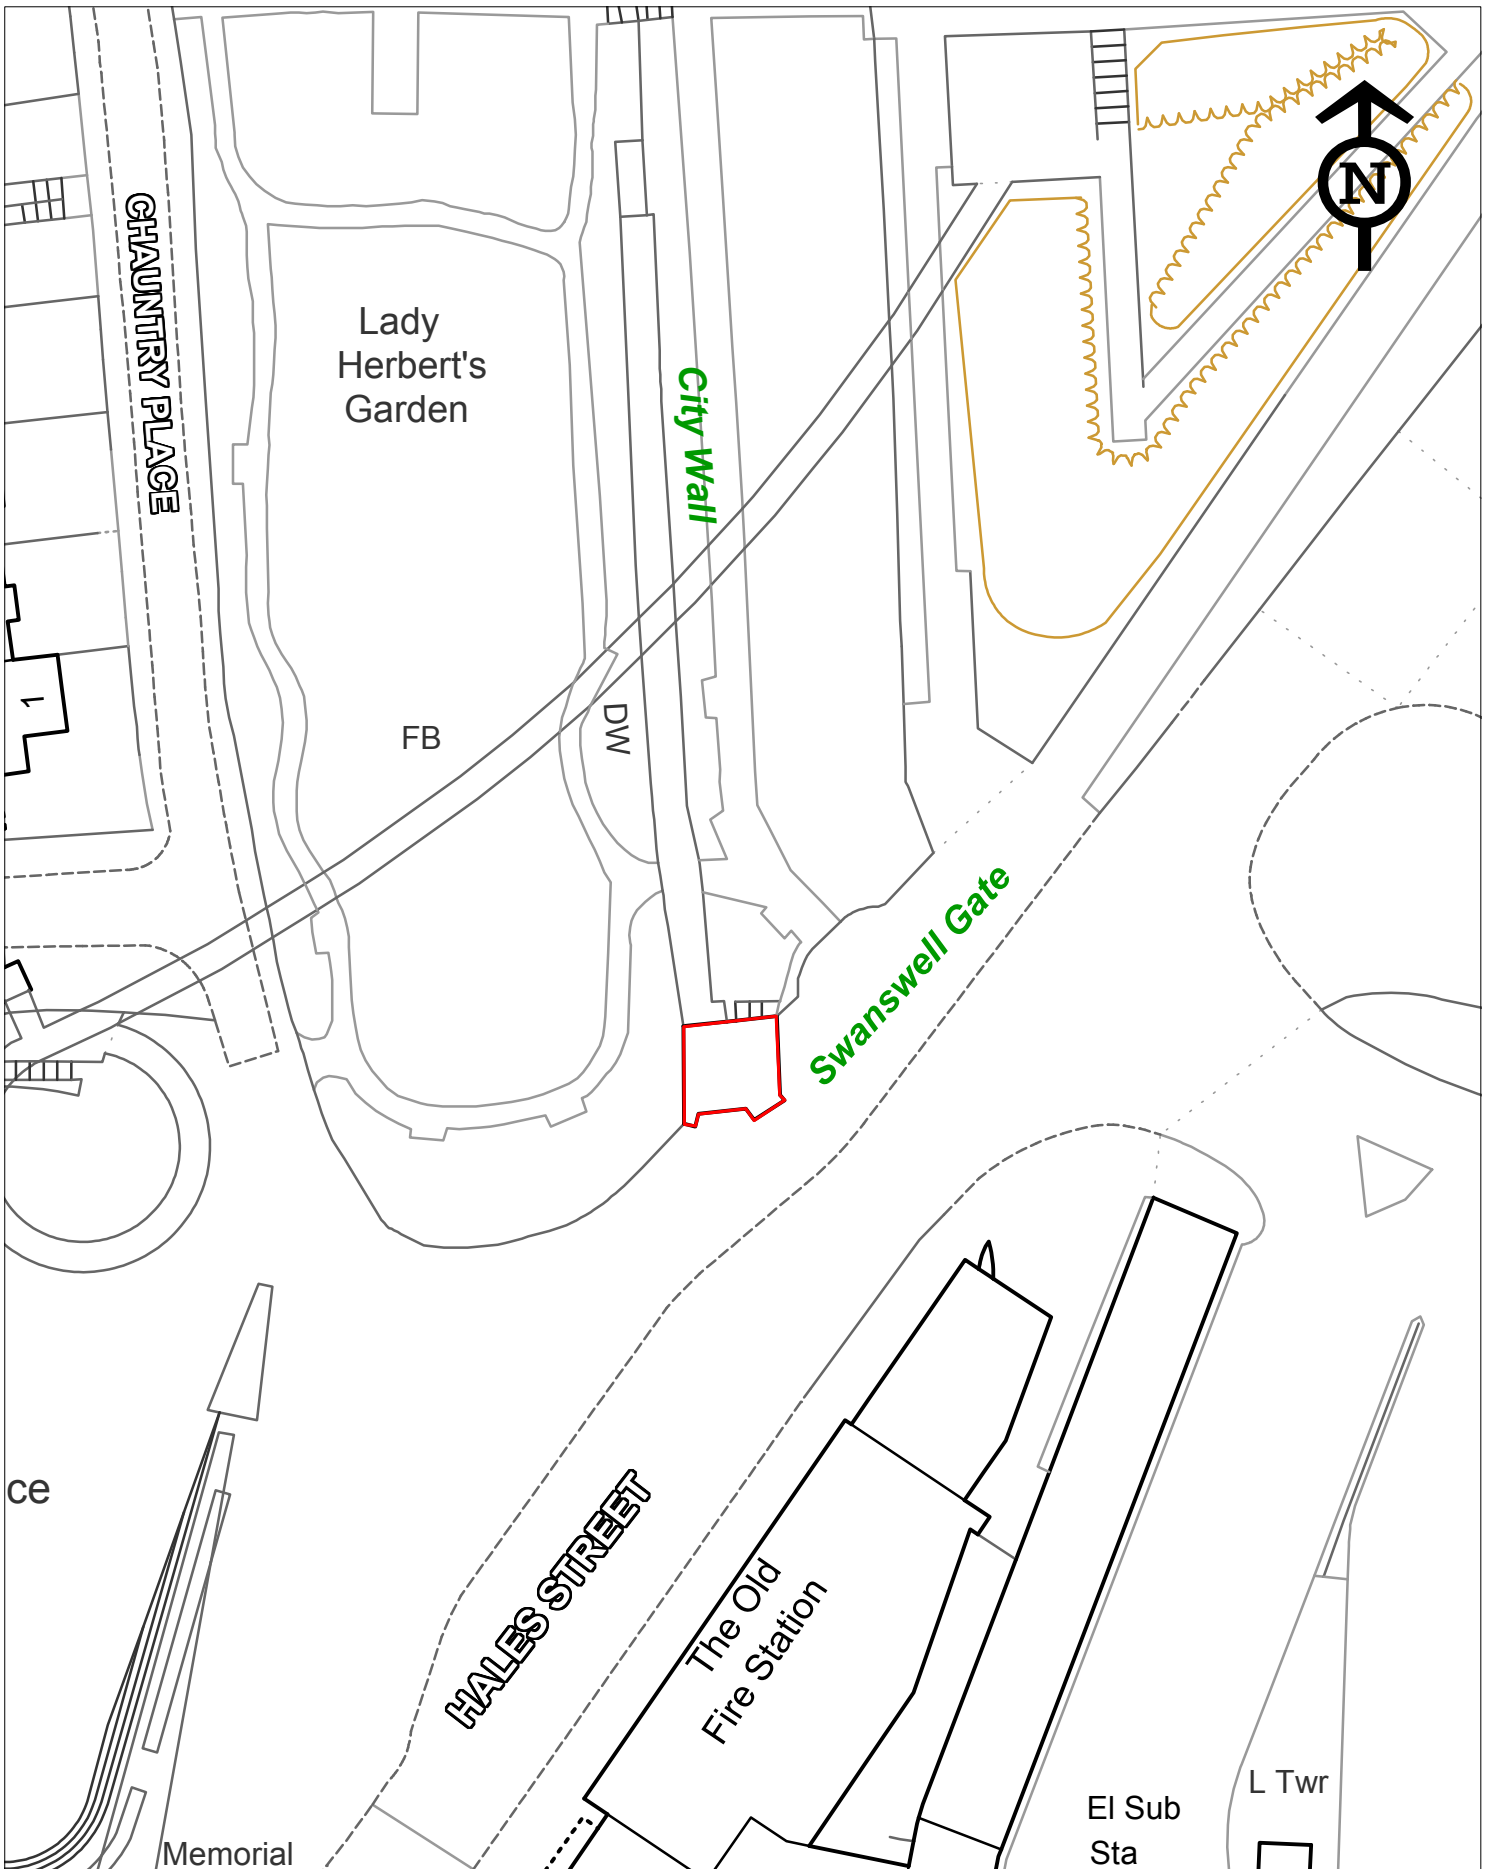 N
CHAUNTRY PLACE
Lady
Herbert's
Garden
City Wall
1
FB
DW
Swanswell Gate
ce
HALES STREET
The Old
Fire Station
L Twr
El Sub
Sta
Memorial